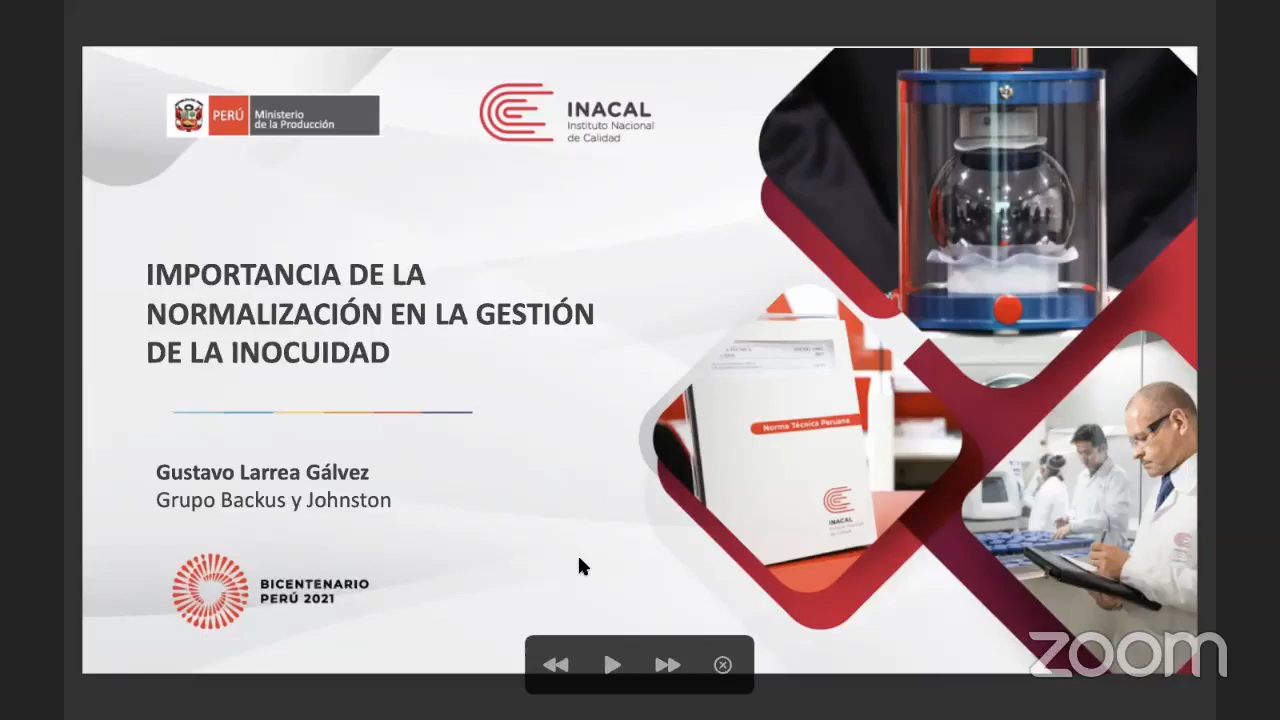 PERÚ
Ministerio
de la Producción
INACAL
Instituto Nacional
de Calidad
IMPORTANCIA DE LA
NORMALIZACIÓN EN LA GESTIÓN
DE LA INOCUIDAD
Gustavo Larrea Gálvez
Grupo Backus y Johnston
BICENTENARIO
PERÚ 2021
Norma Técnica Peruana
INACAL
zoom